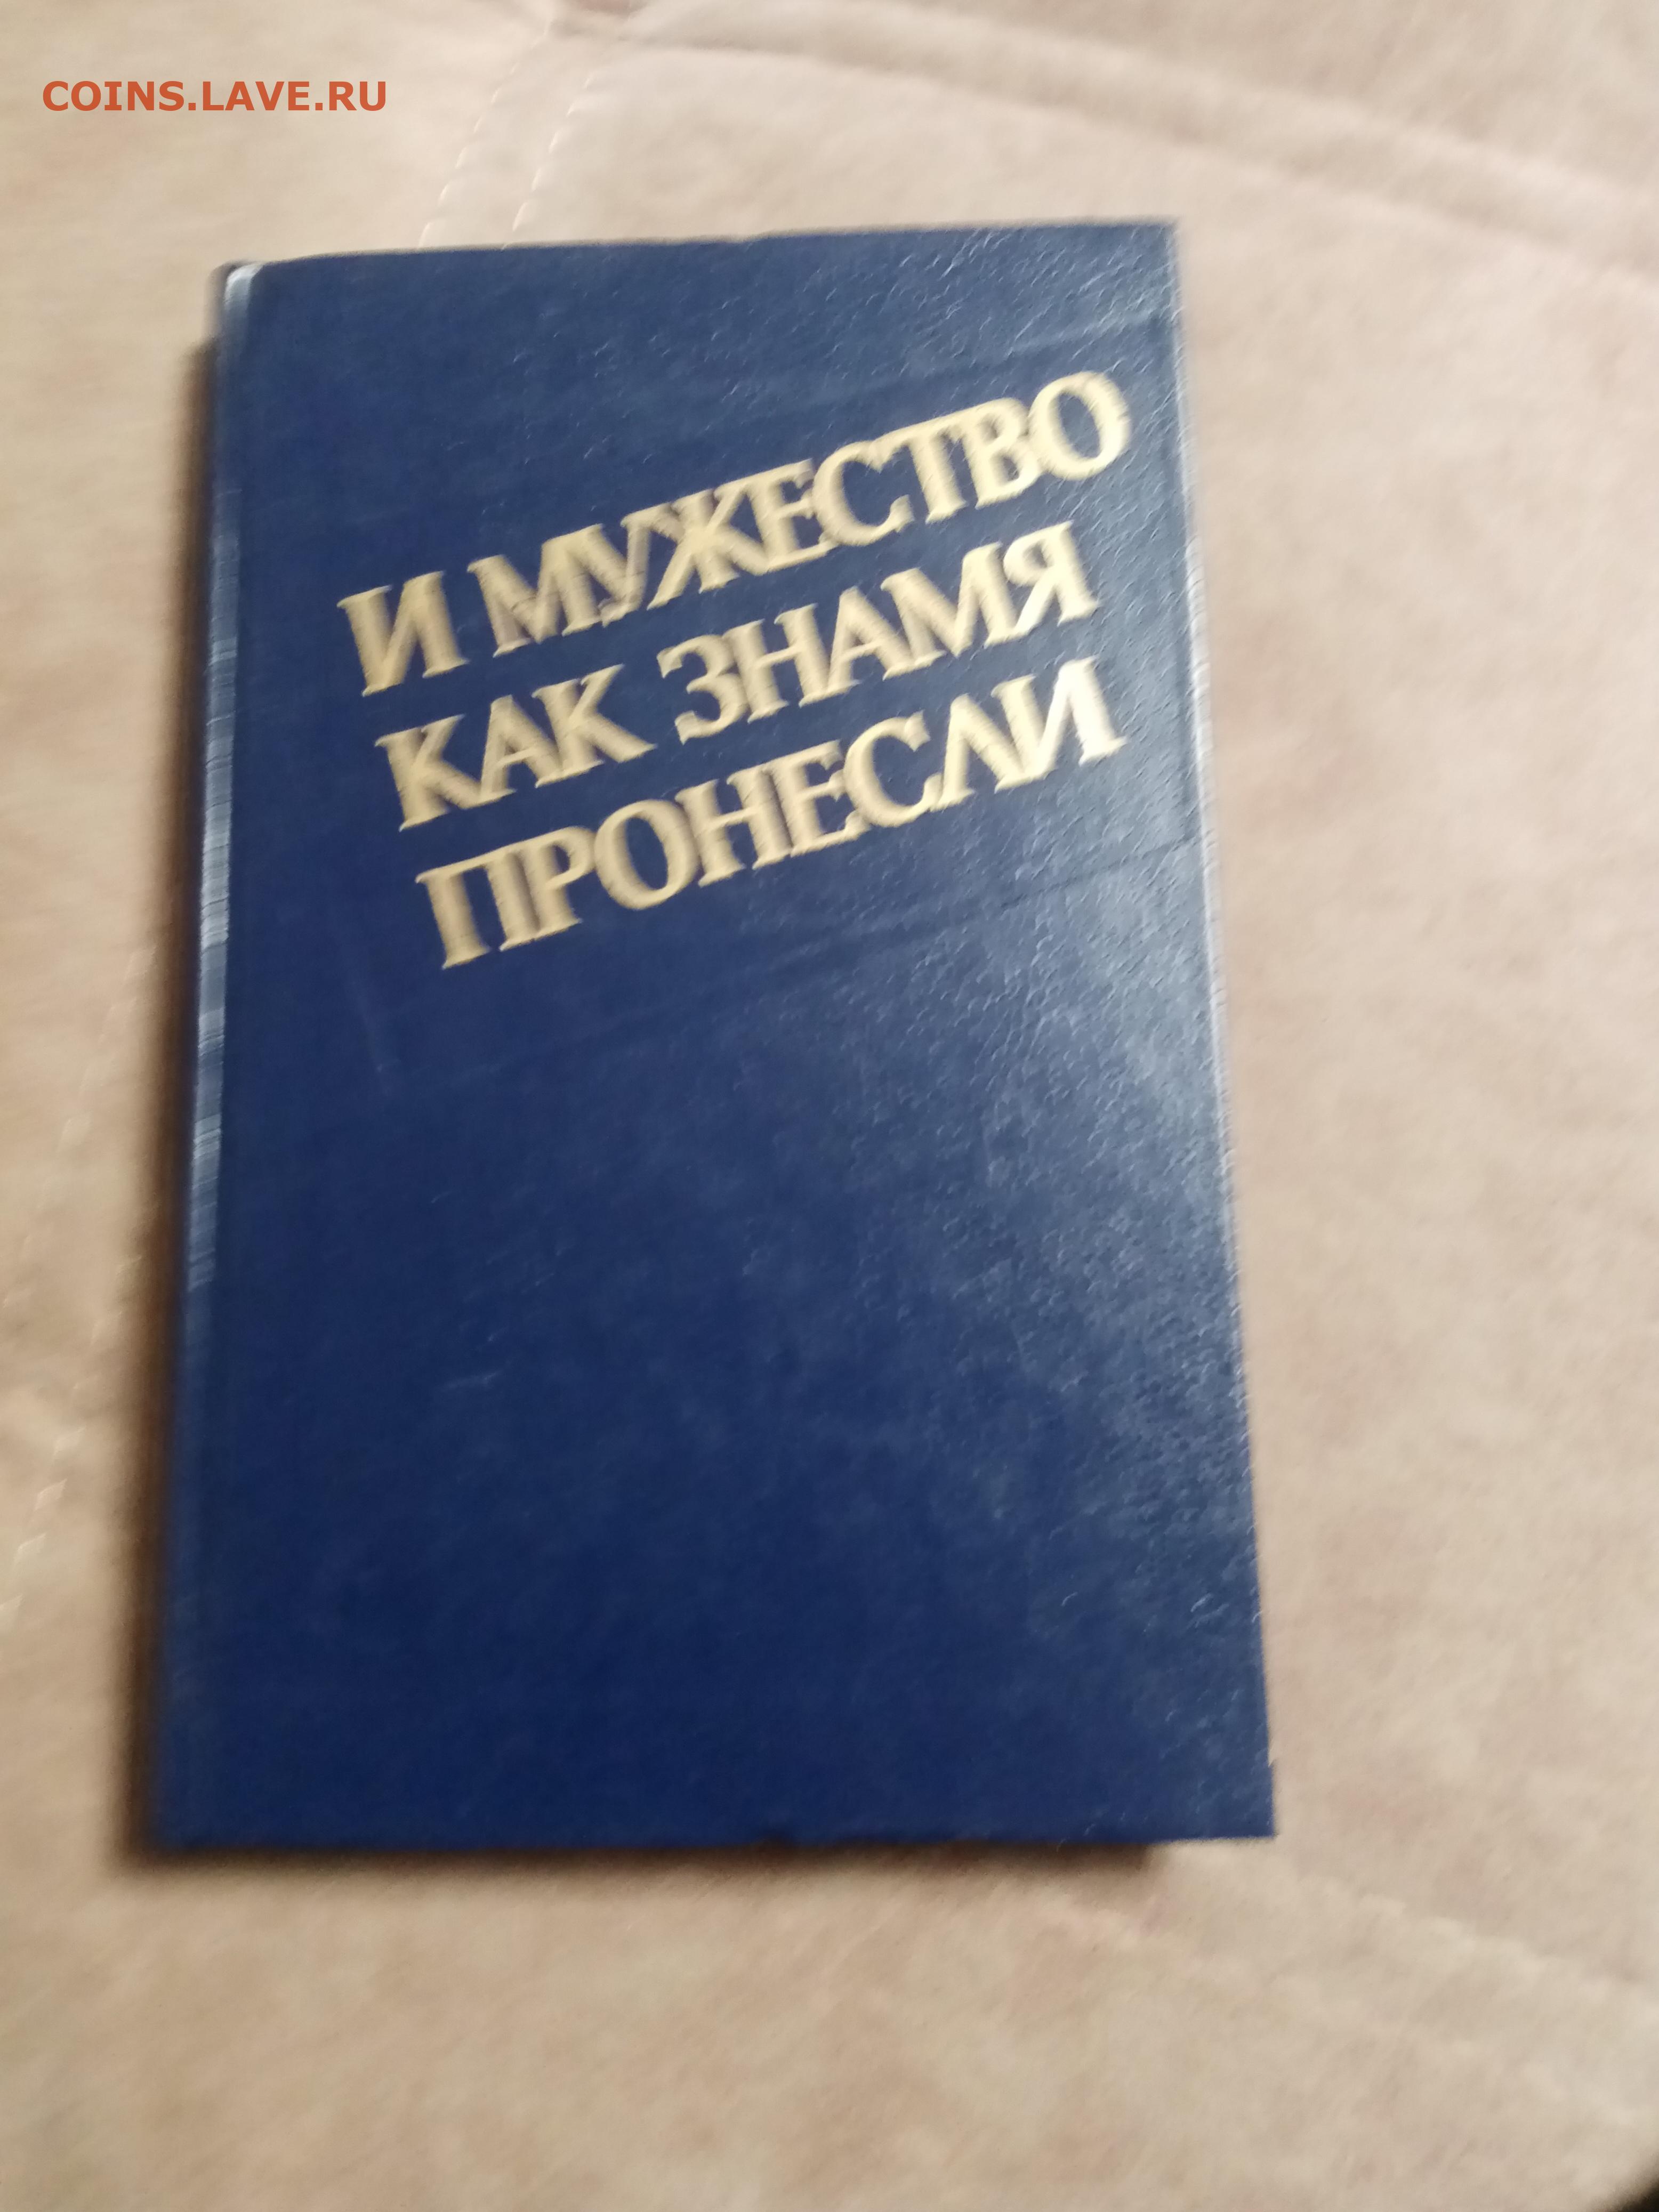 COINS.LAVE.RU
И МУЖЕСТВО
КАК ЗНАМЯ
ПРОНЕСЛИ